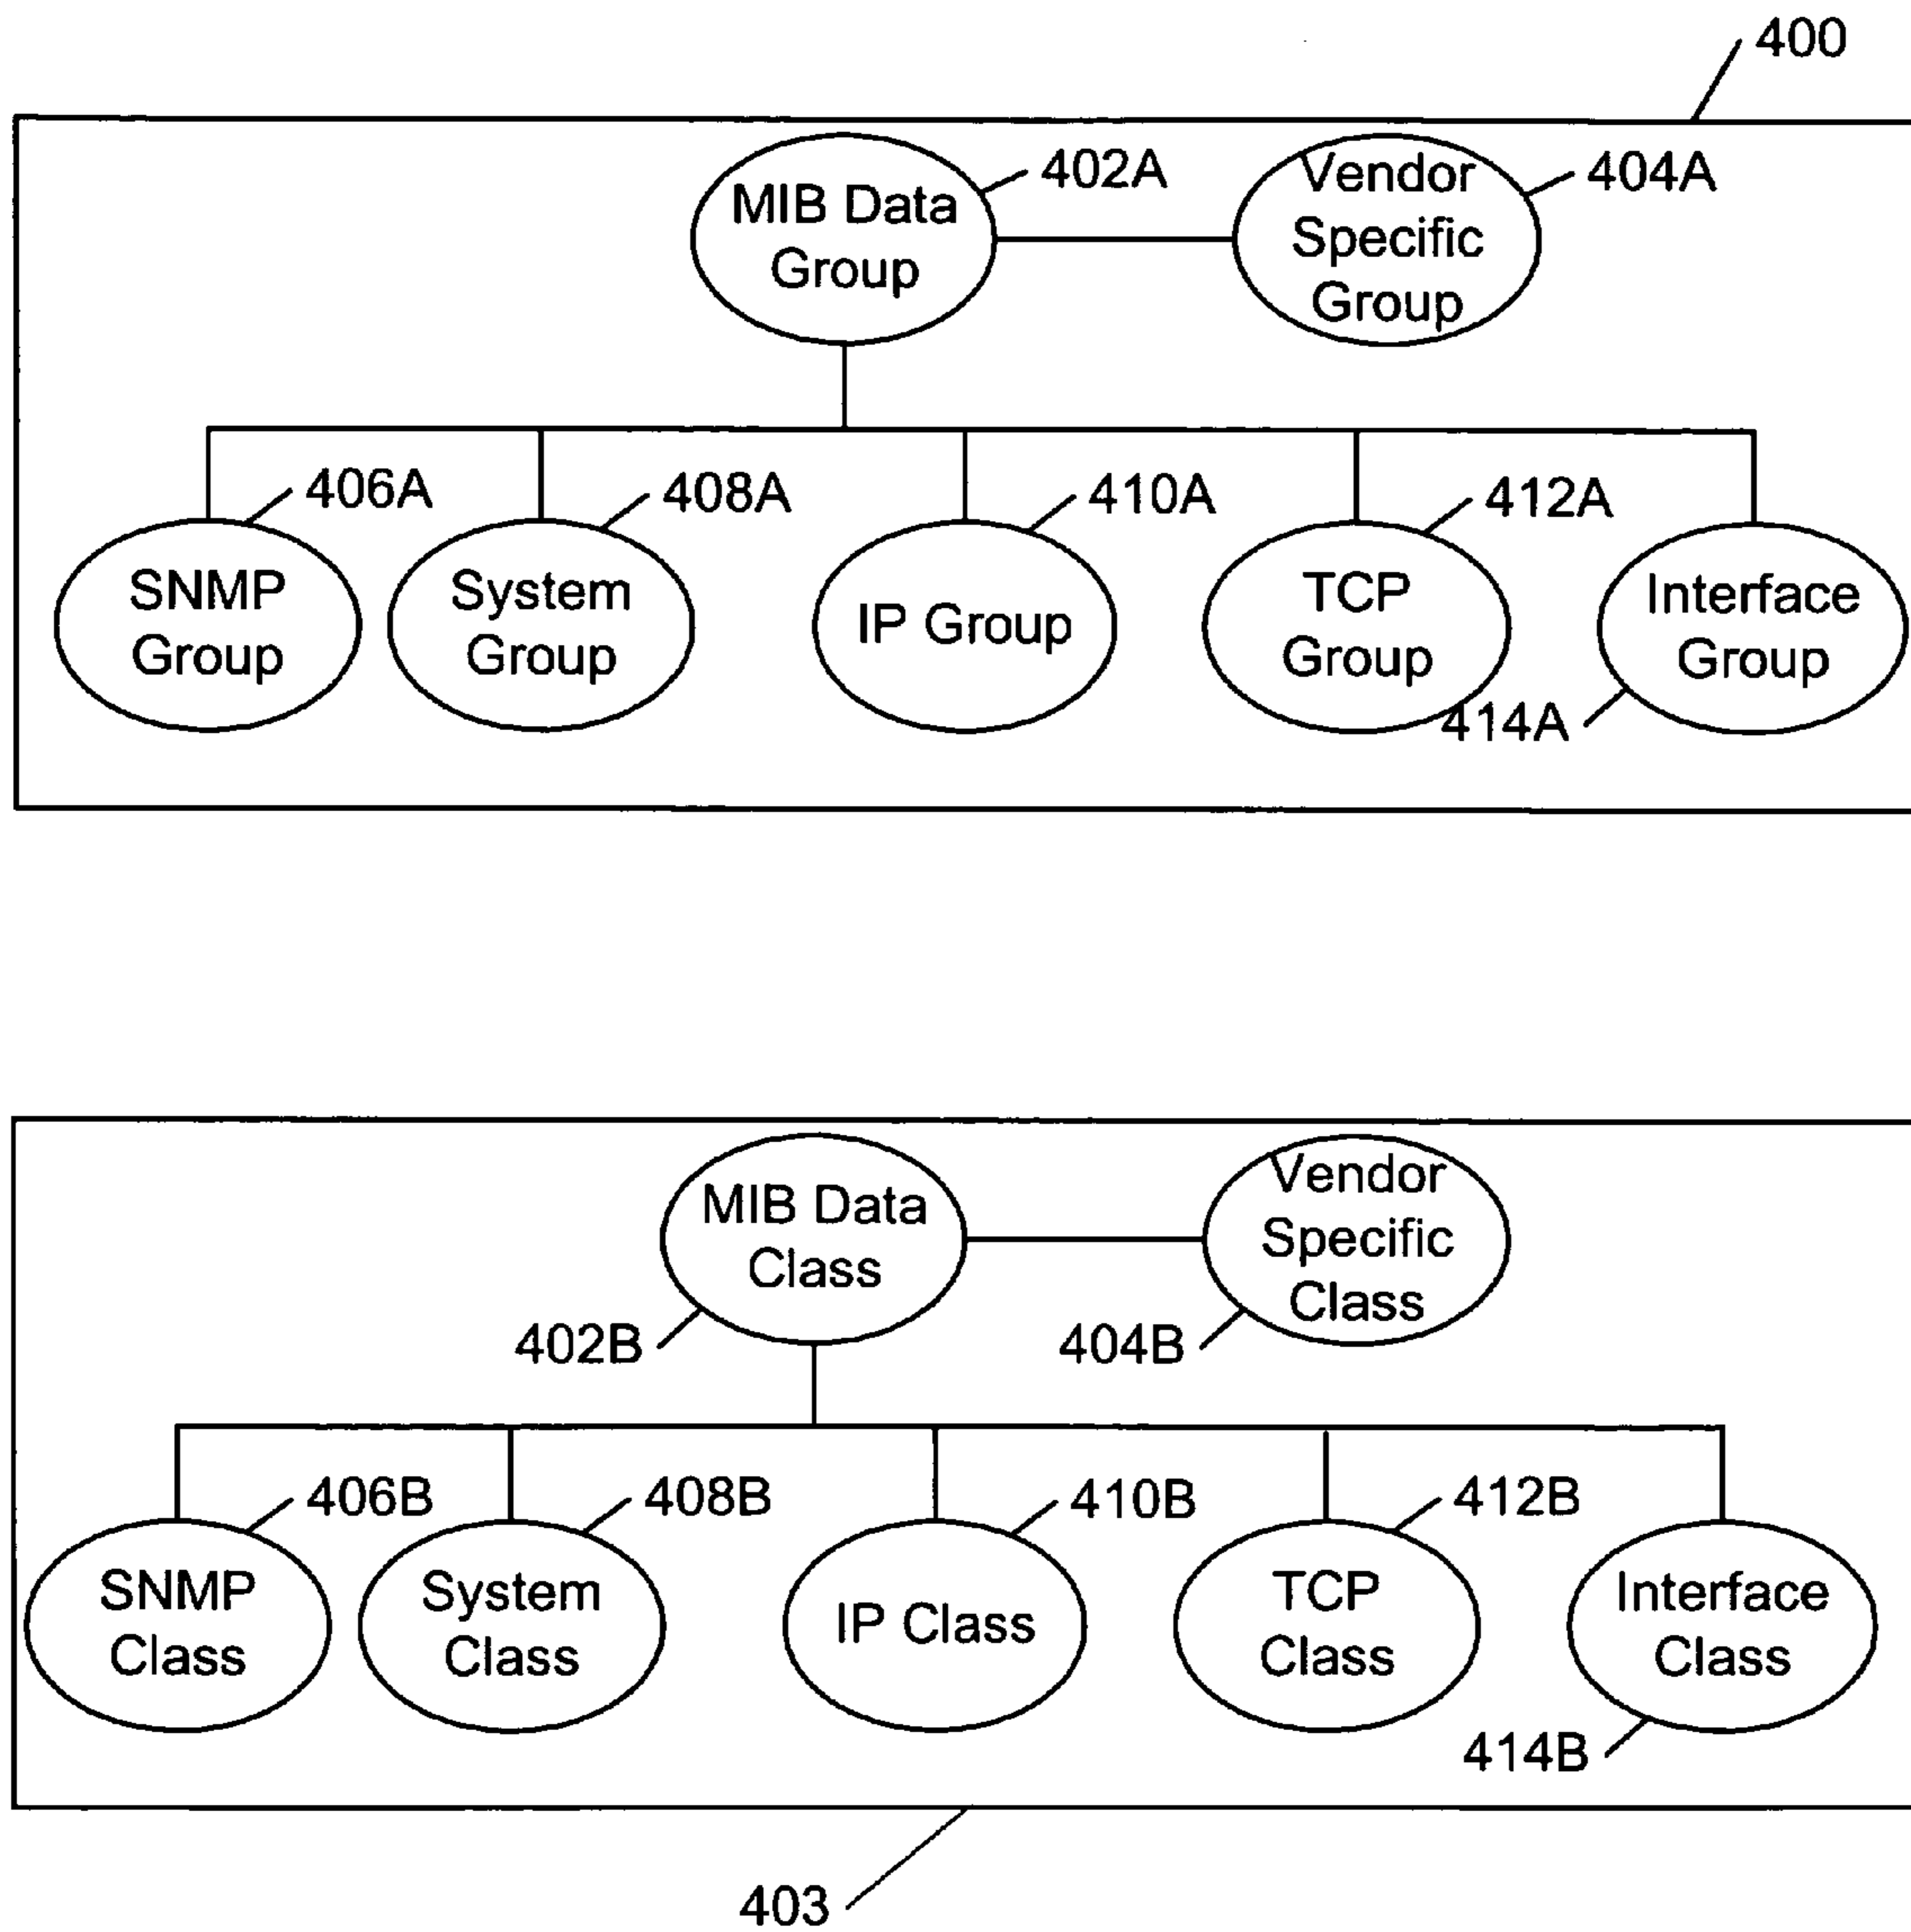 400
MIB Data
Group
402A
Vendor
Specific
Group
404A
406A
408A
410A
412A
SNMP
Group
System
Group
IP Group
TCP
Group
Interface
Group
414A
MIB Data
Class
402B
Vendor
Specific
Class
404B
406B
408B
410B
412B
SNMP
Class
System
Class
IP Class
TCP
Class
Interface
Class
414B
403